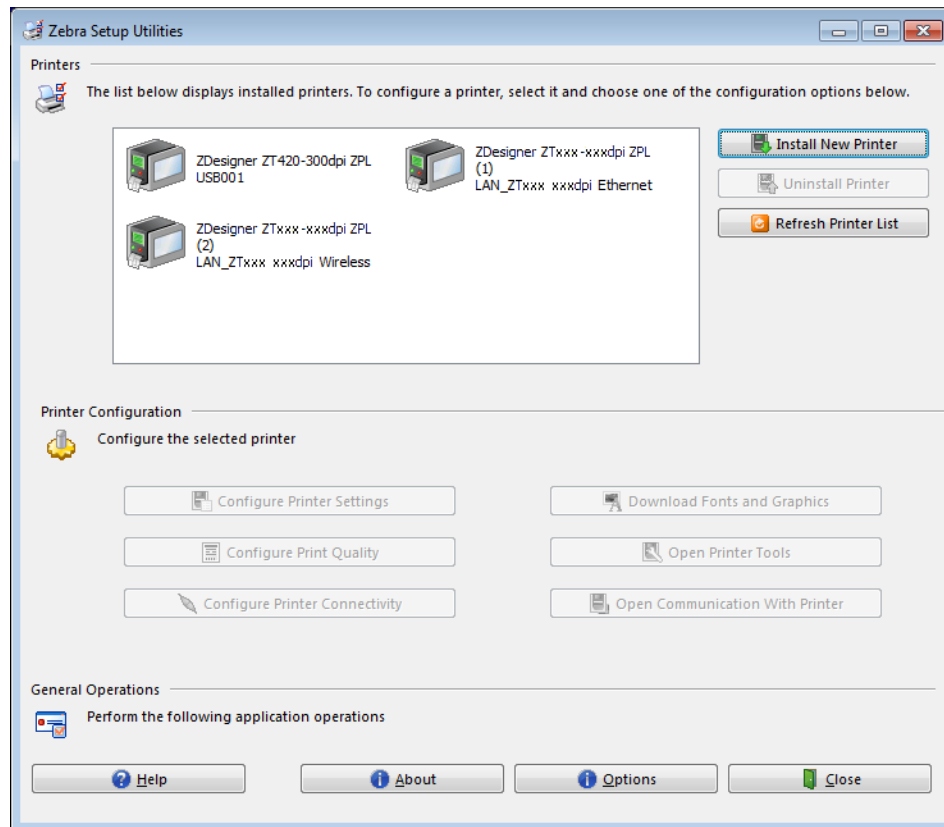 Zebra Setup Utilities
Printers
The list below displays installed printers. To configure a printer, select it and choose one of the configuration options below.
ZDesigner ZT420-300dpi ZPL
USB001
ZDesigner ZTxxx-xxxdpi ZPL
(1)
LAN_ZTxxx xxxdpi Ethernet
ZDesigner ZTxxx-xxxdpi ZPL
(2)
LAN_ZTxxx xxxdpi Wireless
Install New Printer
Uninstall Printer
Refresh Printer List
Printer Configuration
Configure the selected printer
Configure Printer Settings
Download Fonts and Graphics
Configure Print Quality
Open Printer Tools
Configure Printer Connectivity
Open Communication With Printer
General Operations
Perform the following application operations
Help
About
Options
Close